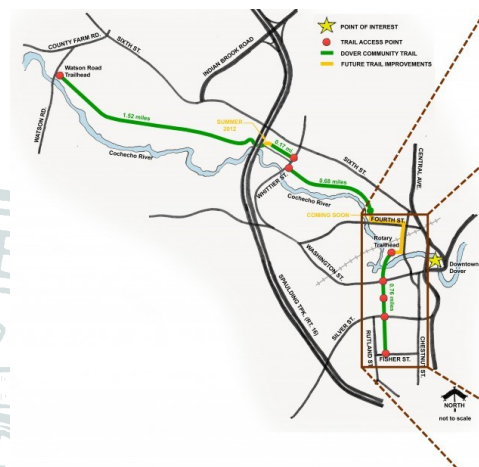 POINT OF INTEREST
TRAIL ACCESS POINT
DOVER COMMUNITY TRAIL
FUTURE TRAIL IMPROVEMENTS
COUNTY FARM RD.
SIXTH ST.
INDIAN BROOK ROAD
Watson Road
Trailhead
WATSON RD.
1.52 miles
SUMMER
2012
0.17 mi
Cochecho River
WHITTIER ST.
SIXTH ST.
CENTRAL AVE.
0.68 miles
Cochecho River
COMING SOON
FOURTH ST.
Rotary
Trailhead
WASHINGTON ST.
Downtown
Dover
SPAULDING TPK. (RT. 16)
0.78 miles
SILVER ST.
RUTLAND ST.
CHESTNUT ST.
FISHER ST.
NORTH
not to scale